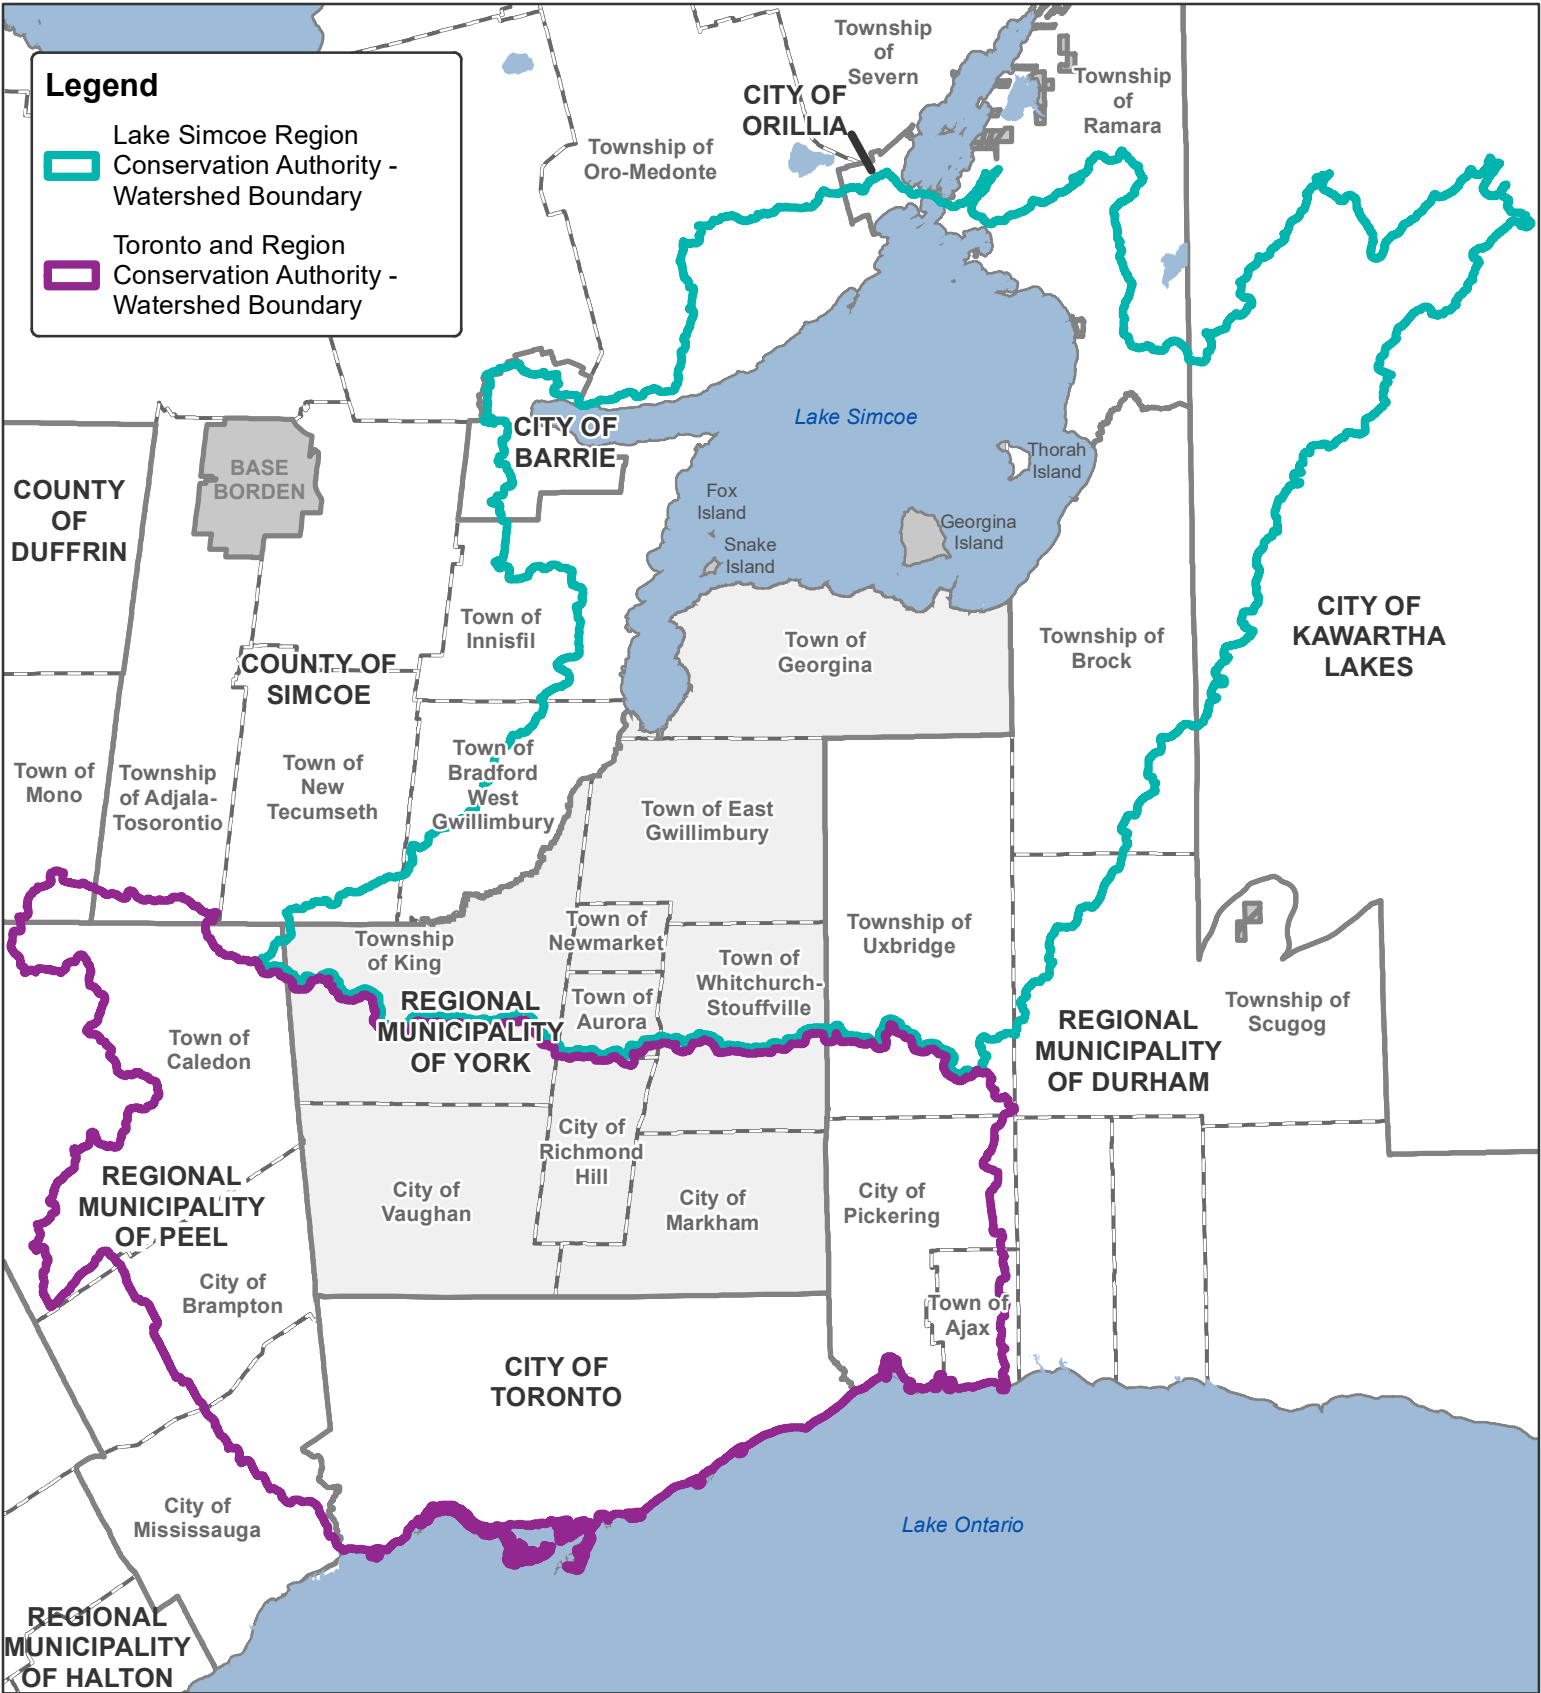 Legend
Lake Simcoe Region
Conservation Authority -
Watershed Boundary
Toronto and Region
Conservation Authority -
Watershed Boundary
Township
of
Severn
CITY OF
ORILLIA
Township
of
Ramara
Township of
Oro-Medonte
Lake Simcoe
CITY OF
BARRIE
Thorah
Island
BASE
BORDEN
COUNTY
OF
DUFFRIN
Fox
Island
Georgina
Island
Snake
Island
Town of
Innisfil
Town of
Georgina
Township of
Brock
CITY OF
KAWARTHA
LAKES
COUNTY OF
SIMCOE
Town of
Mono
Township
of Adjala-
Tosorontio
Town of
New
Tecumseth
Town of
Bradford
West
Gwillimbury
Town of East
Gwillimbury
Township
of King
Town of
Newmarket
Town of
Whitchurch-
Stouffville
Township of
Uxbridge
Town of
Aurora
REGIONAL
MUNICIPALITY
OF YORK
REGIONAL
MUNICIPALITY
OF DURHAM
Township of
Scugog
Town of
Caledon
City of
Richmond
Hill
REGIONAL
MUNICIPALITY
OF PEEL
City of
Vaughan
City of
Markham
City of
Pickering
City of
Brampton
Town of
Ajax
CITY OF
TORONTO
City of
Mississauga
Lake Ontario
REGIONAL
MUNICIPALITY
OF HALTON